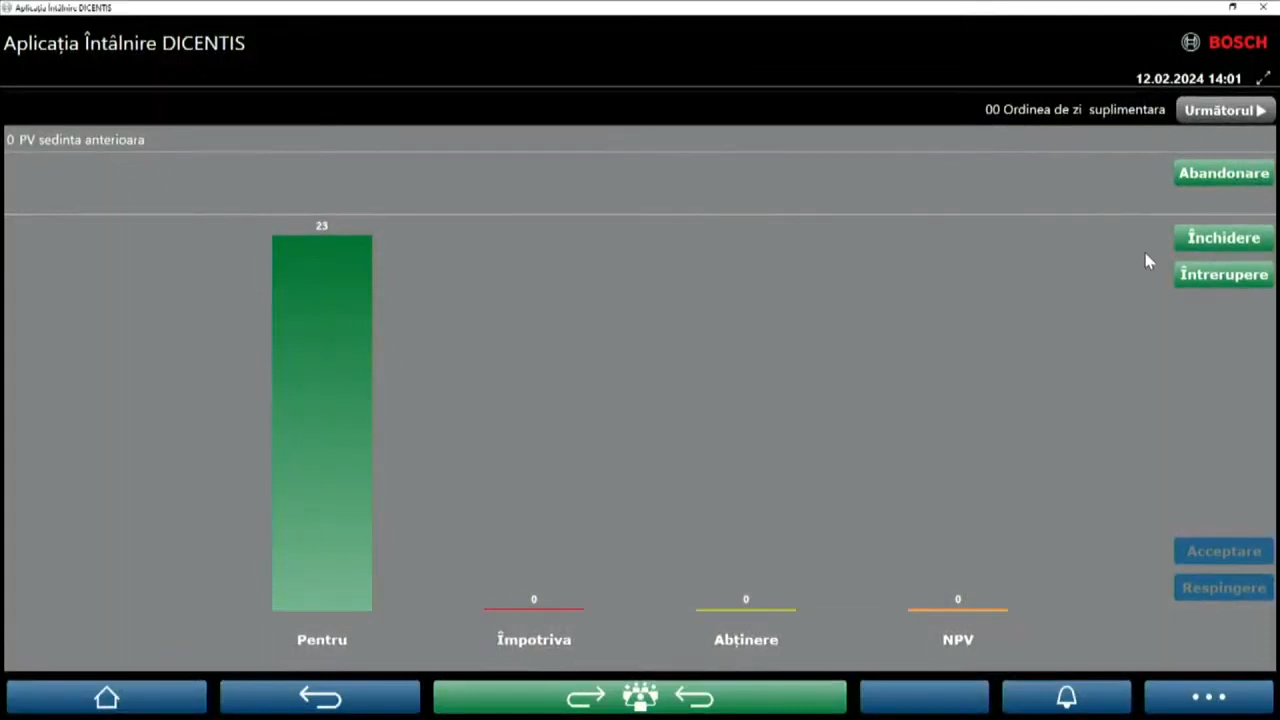 Aplicația Întâlnire DICENTIS
Aplicația Întâlnire DICENTIS
BOSCH
12.02.2024 14:01
00 Ordinea de zi suplimentara
Următorul
0 PV sedinta anterioara
Abandonare
23
Închidere
Întrerupere
Acceptare
Respingere
0 0 0
Pentru Împotriva Abținere NPV